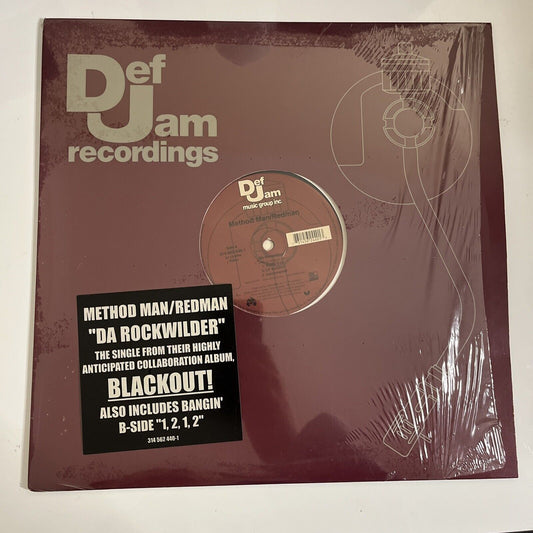 Def
Jam
recordings
Def
Jam
music group inc.
Method Man/Redman
METHOD MAN/REDMAN
"DA ROCKWILDER"
THE SINGLE FROM THEIR HIGHLY
ANTICIPATED COLLABORATION ALBUM,
BLACKOUT!
ALSO INCLUDES BANGIN'
B-SIDE "1, 2, 1, 2"
314 562 440-1